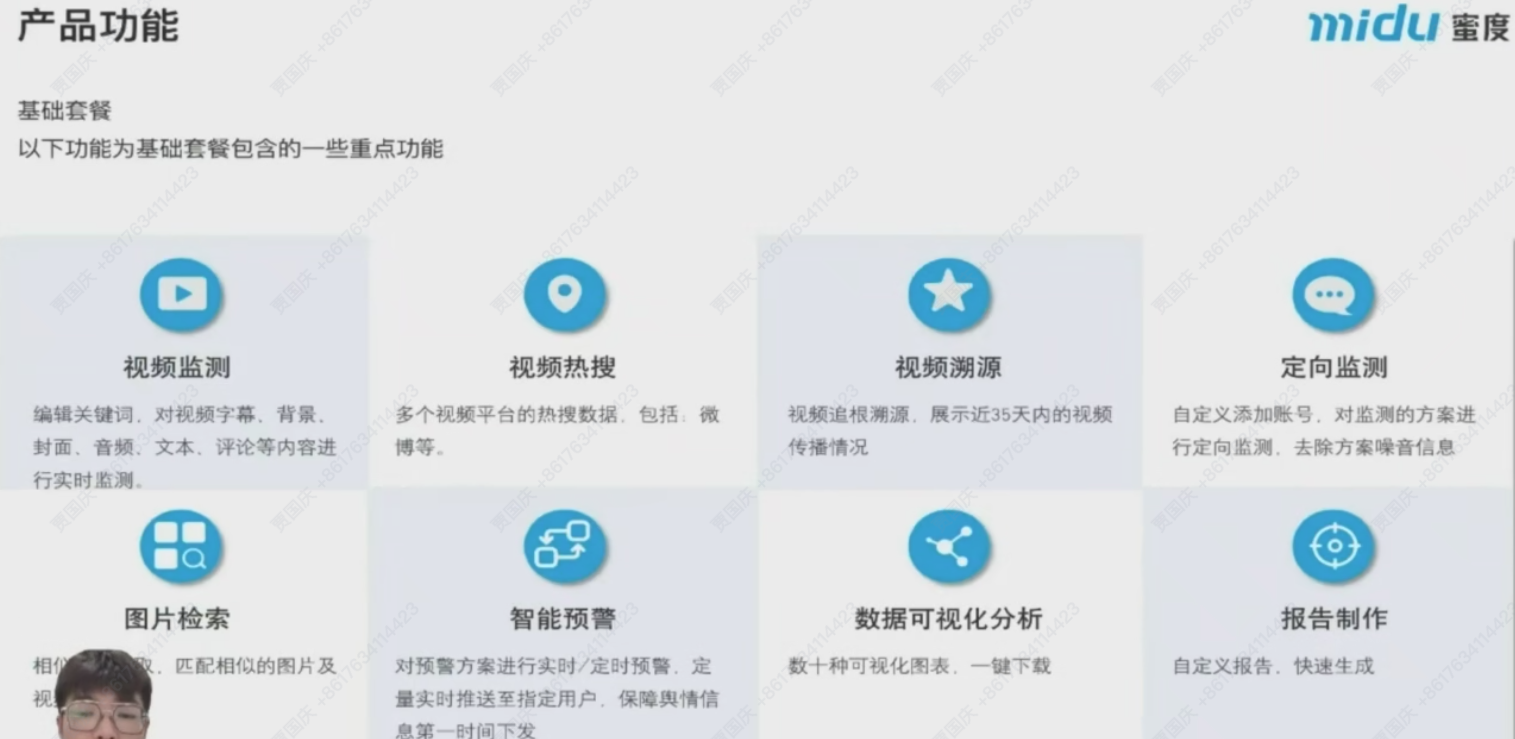 产品功能
midu 蜜度
基础套餐
以下功能为基础套餐包含的一些重点功能
视频监测
编辑关键词，对视频字幕、背景、
封面、音频、文本、评论等内容进
行实时监测。
视频热搜
多个视频平台的热搜数据，包括：微
博等。
视频溯源
视频追根溯源，展示近35天内的视频
传播情况
定向监测
自定义添加账号，对监测的方案进
行定向监测，去除方案噪音信息
图片检索
相似 取，匹配相似的图片及
视
智能预警
对预警方案进行实时/定时预警，定
量实时推送至指定用户，保障舆情信
息第一时间下发
数据可视化分析
数十种可视化图表，一键下载
报告制作
自定义报告，快速生成
贾国庆 +8617634114423